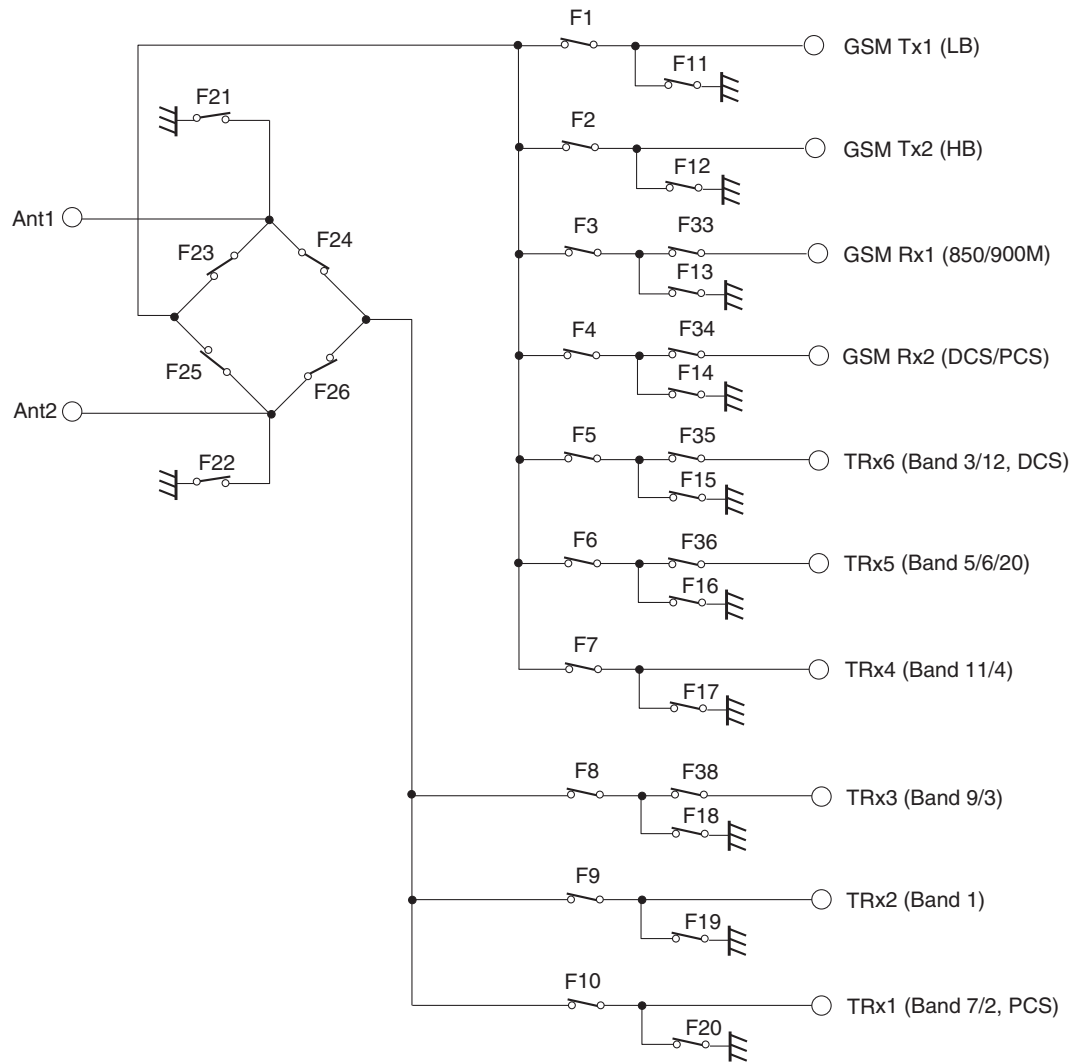 F1
GSM Tx1 (LB)
F11
F21
F2
GSM Tx2 (HB)
F12
Ant1
F23
F24
F3
F33
GSM Rx1 (850/900M)
F13
F4
F34
GSM Rx2 (DCS/PCS)
F25
F26
F14
Ant2
F5
F35
TRx6 (Band 3/12, DCS)
F22
F15
F6
F36
TRx5 (Band 5/6/20)
F16
F7
TRx4 (Band 11/4)
F17
F8
F38
TRx3 (Band 9/3)
F18
F9
TRx2 (Band 1)
F19
F10
TRx1 (Band 7/2, PCS)
F20